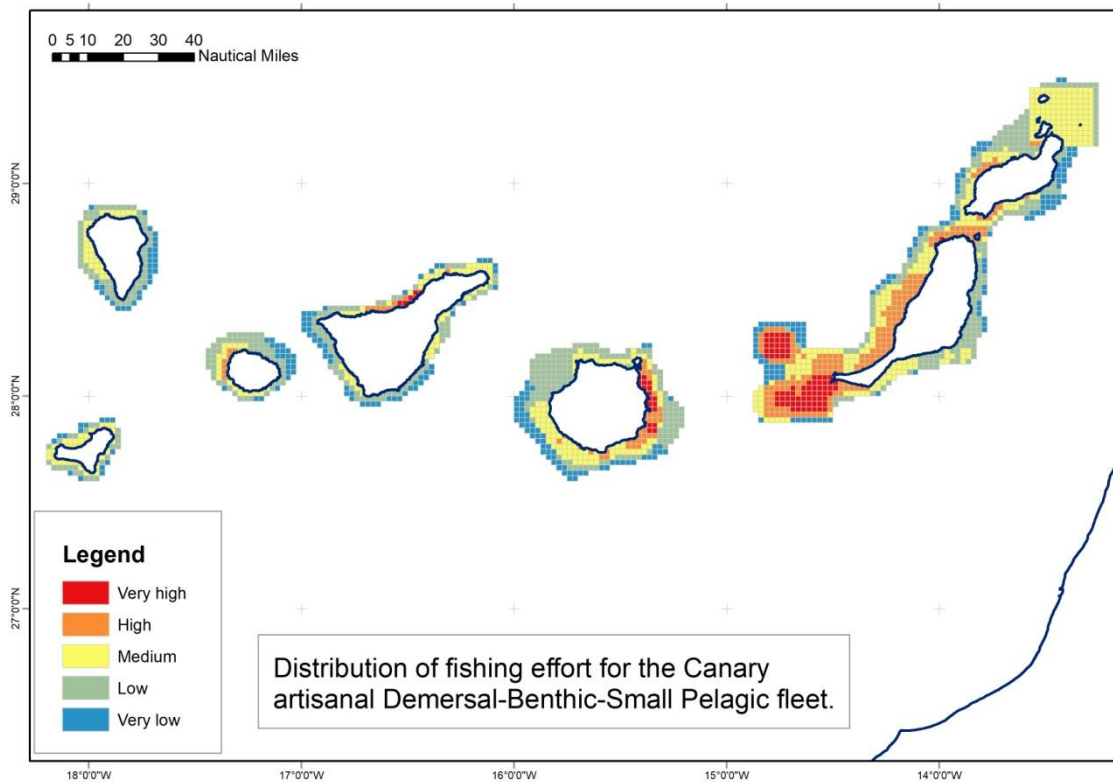 0 5 10 20 30 40
Nautical Miles
29°0'0"N
28°0'0"N
27°0'0"N
Legend
Very high
High
Medium
Low
Very low
Distribution of fishing effort for the Canary
artisanal Demersal-Benthic-Small Pelagic fleet.
18°0'0"W 17°0'0"W 16°0'0"W 15°0'0"W 14°0'0"W